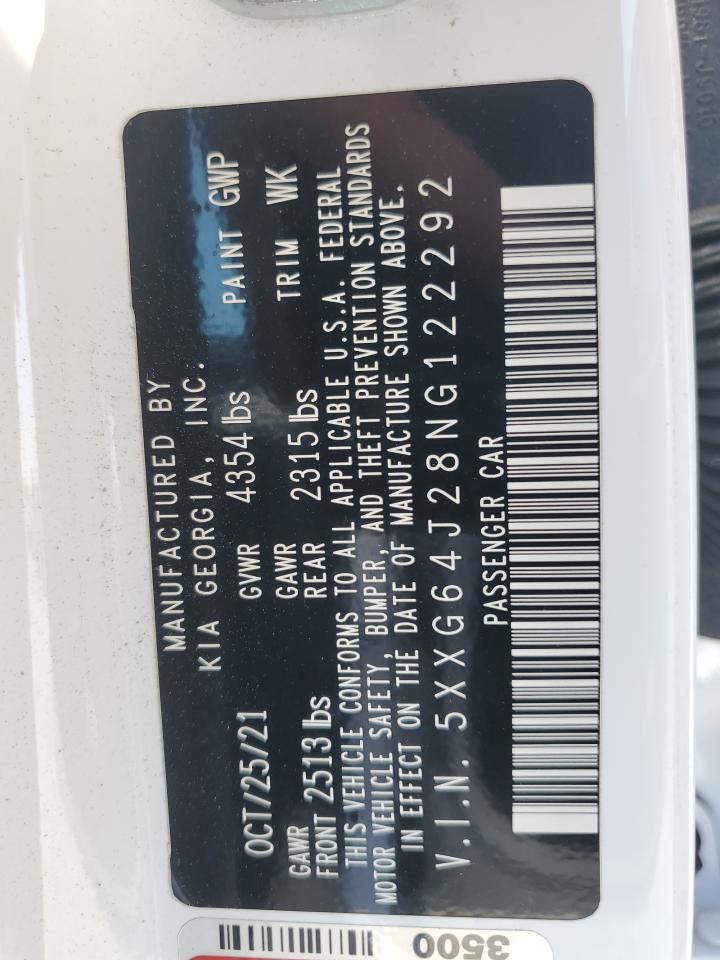 MANUFACTURED BY
KIA GEORGIA, INC.
OCT/25/21 GVWR 4354 lbs PAINT GWP
GAWR FRONT 2513 lbs GAWR REAR 2315 lbs TRIM WK
THIS VEHICLE CONFORMS TO ALL APPLICABLE U.S.A. FEDERAL
MOTOR VEHICLE SAFETY, BUMPER, AND THEFT PREVENTION STANDARDS
IN EFFECT ON THE DATE OF MANUFACTURE SHOWN ABOVE.
V.I.N. 5XXG64J28NG122292
PASSENGER CAR
3500